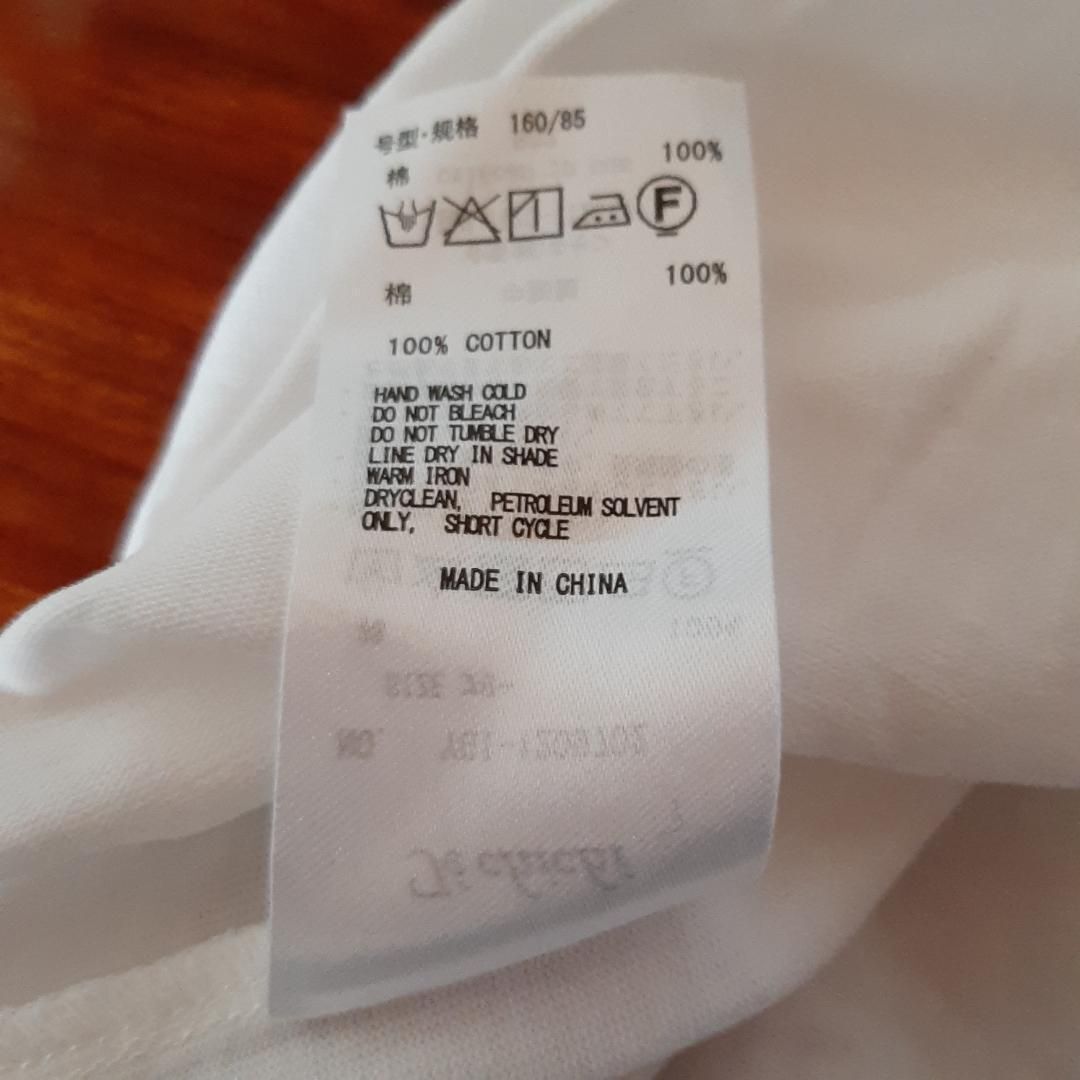 号型·规格 160/85
棉 100%
F
棉 100%
100% COTTON
HAND WASH COLD
DO NOT BLEACH
DO NOT TUMBLE DRY
LINE DRY IN SHADE
WARM IRON
DRYCLEAN, PETROLEUM SOLVENT
ONLY, SHORT CYCLE
MADE IN CHINA